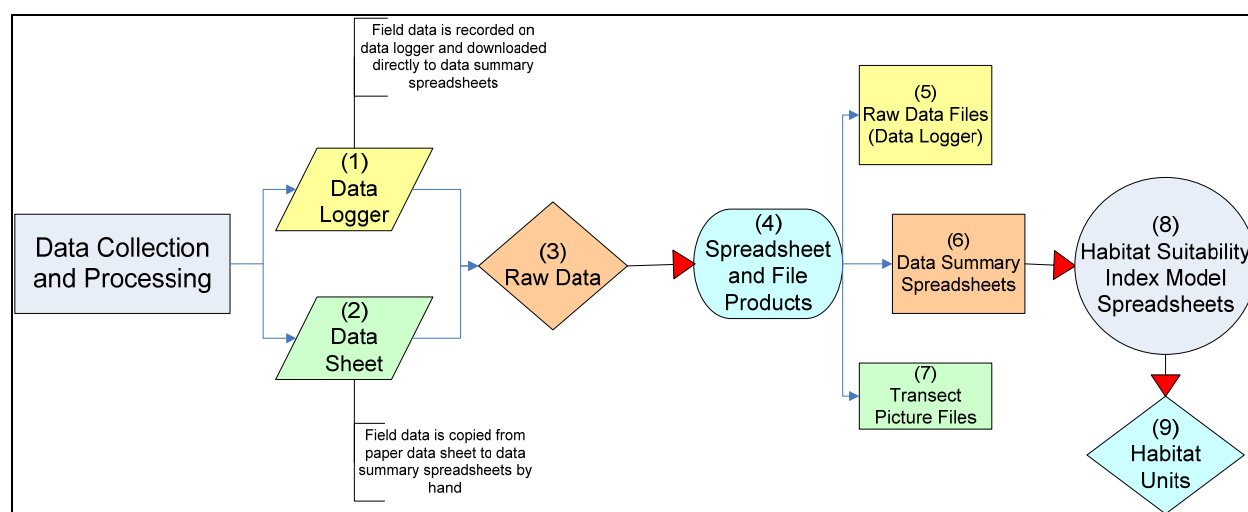 Field data is recorded on
data logger and downloaded
directly to data summary
spreadsheets
Data Collection
and Processing
(1)
Data
Logger
(2)
Data
Sheet
Field data is copied from
paper data sheet to data
summary spreadsheets by
hand
(3)
Raw Data
(4)
Spreadsheet
and File
Products
(5)
Raw Data Files
(Data Logger)
(6)
Data Summary
Spreadsheets
(7)
Transect
Picture Files
(8)
Habitat Suitability
Index Model
Spreadsheets
(9)
Habitat
Units